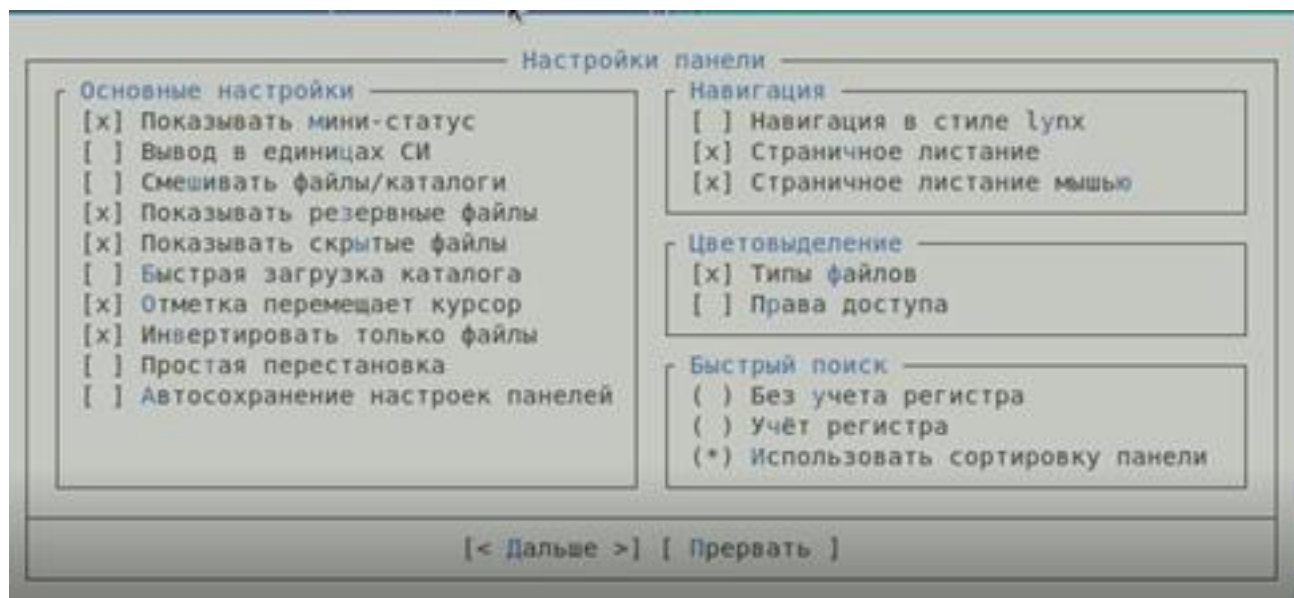 Настройки панели
Основные настройки
[x] Показывать мини-статус
[ ] Вывод в единицах СИ
[ ] Смешивать файлы/каталоги
[x] Показывать резервные файлы
[x] Показывать скрытые файлы
[ ] Быстрая загрузка каталога
[x] Отметка перемещает курсор
[x] Инвертировать только файлы
[ ] Простая перестановка
[ ] Автосохранение настроек панелей
Навигация
[ ] Навигация в стиле lynx
[x] Страничное листание
[x] Страничное листание мышью
Цветовыделение
[x] Типы файлов
[ ] Права доступа
Быстрый поиск
( ) Без учета регистра
( ) Учёт регистра
(*) Использовать сортировку панели
[< Дальше >] [ Прервать ]